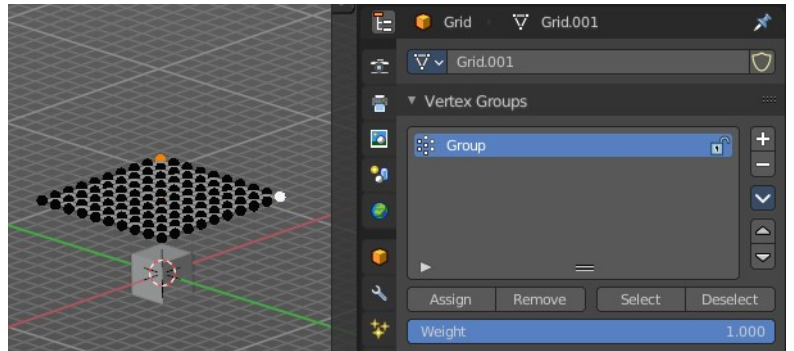 Grid Grid.001
Grid.001
Vertex Groups
Group
Assign Remove Select Deselect
Weight 1.000